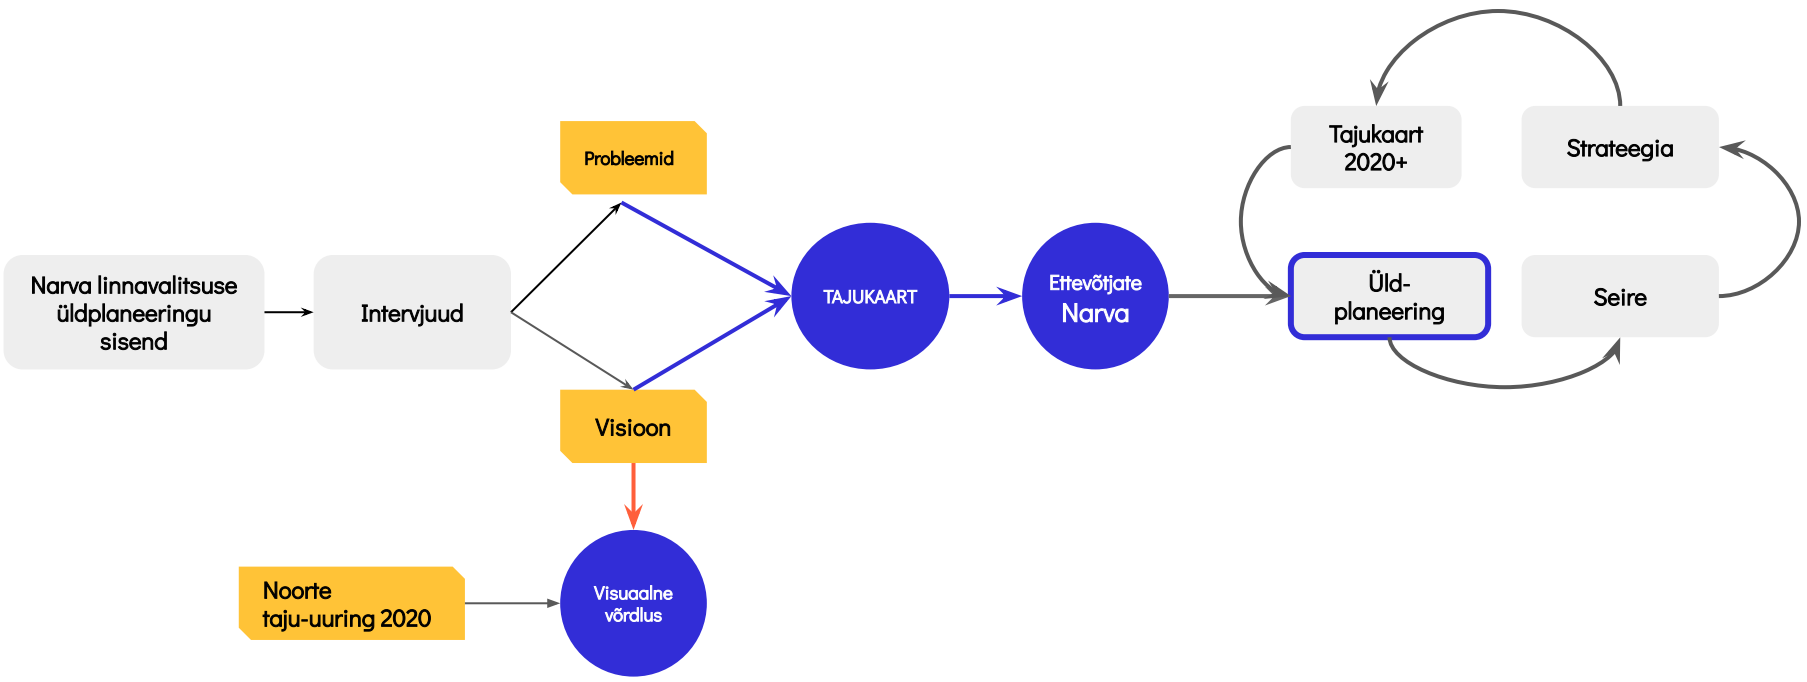 Narva linnavalitsuse
üldplaneeringu
sisend
Intervjuud
Probleemid
Visioon
Noorte
taju-uuring 2020
Visuaalne
võrdlus
TAJUKAART
Ettevõtjate
Narva
Tajukaart
2020+
Strateegia
Üld-
planeering
Seire